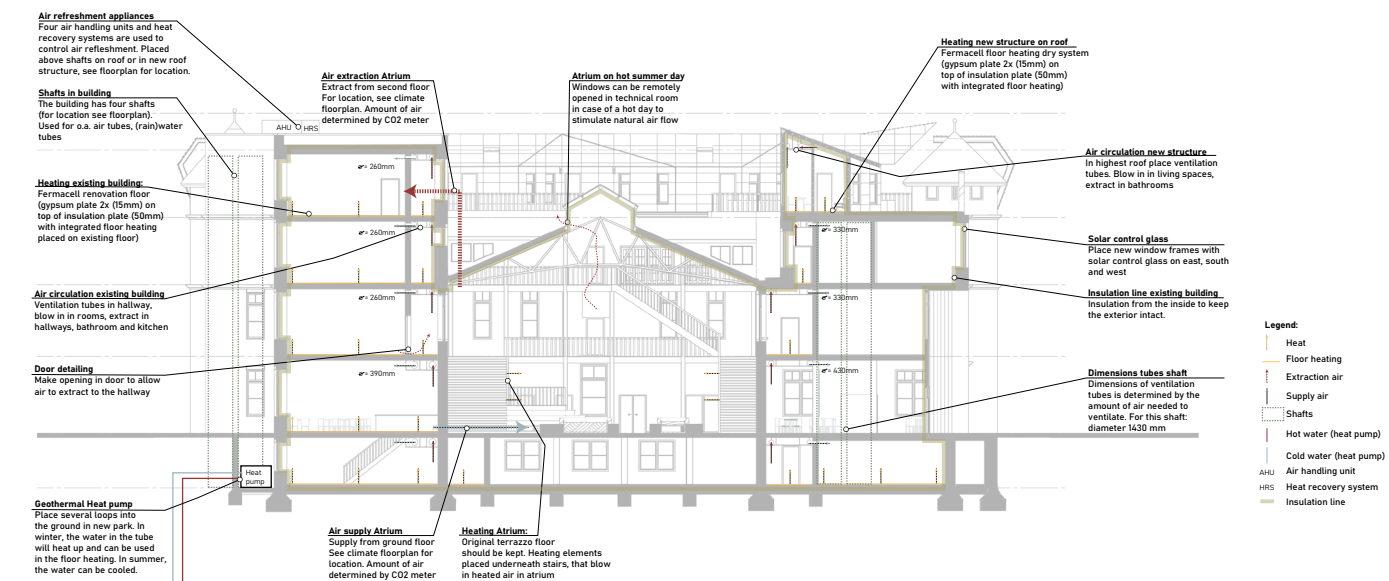 Air refreshment appliances
Four air handling units and heat
recovery systems are used to
control air refleshment. Placed
above shafts on roof or in new roof
structure, see floorplan for location.
Shafts in building
The building has four shafts
(for location see floorplan).
Used for o.a. air tubes, (rain)water
tubes
Heating existing building:
Fermacell renovation floor
(gypsum plate 2x (15mm) on
top of insulation plate (50mm)
with integrated floor heating
placed on existing floor)
Air circulation existing building
Ventilation tubes in hallway,
blow in in rooms, extract in
hallways, bathroom and kitchen
Door detailing
Make opening in door to allow
air to extract to the hallway
Geothermal Heat pump
Place several loops into
the ground in new park. In
winter, the water in the tube
will heat up and can be used
in the floor heating. In summer,
the water can be cooled.
Air extraction Atrium
Extract from second floor
For location, see climate
floorplan. Amount of air
determined by CO2 meter
Atrium on hot summer day
Windows can be remotely
opened in technical room
in case of a hot day to
stimulate natural air flow
AHU HRS
⌀= 260mm
⌀= 260mm
⌀= 260mm
⌀= 390mm
⌀= 330mm
⌀= 330mm
⌀= 430mm
Heat
pump
Air supply Atrium
Supply from ground floor
See climate floorplan for
location. Amount of air
determined by CO2 meter
Heating Atrium:
Original terrazzo floor
should be kept. Heating elements
placed underneath stairs, that blow
in heated air in atrium
Heating new structure on roof
Fermacell floor heating dry system
(gypsum plate 2x (15mm) on
top of insulation plate (50mm)
with integrated floor heating)
Air circulation new structure
In highest roof place ventilation
tubes. Blow in in living spaces,
extract in bathrooms
Solar control glass
Place new window frames with
solar control glass on east, south
and west
Insulation line existing building
Insulation from the inside to keep
the exterior intact.
Dimensions tubes shaft
Dimensions of ventilation
tubes is determined by the
amount of air needed to
ventilate. For this shaft:
diameter 1430 mm
Legend:
Heat
Floor heating
Extraction air
Supply air
Shafts
Hot water (heat pump)
Cold water (heat pump)
AHU Air handling unit
HRS Heat recovery system
Insulation line